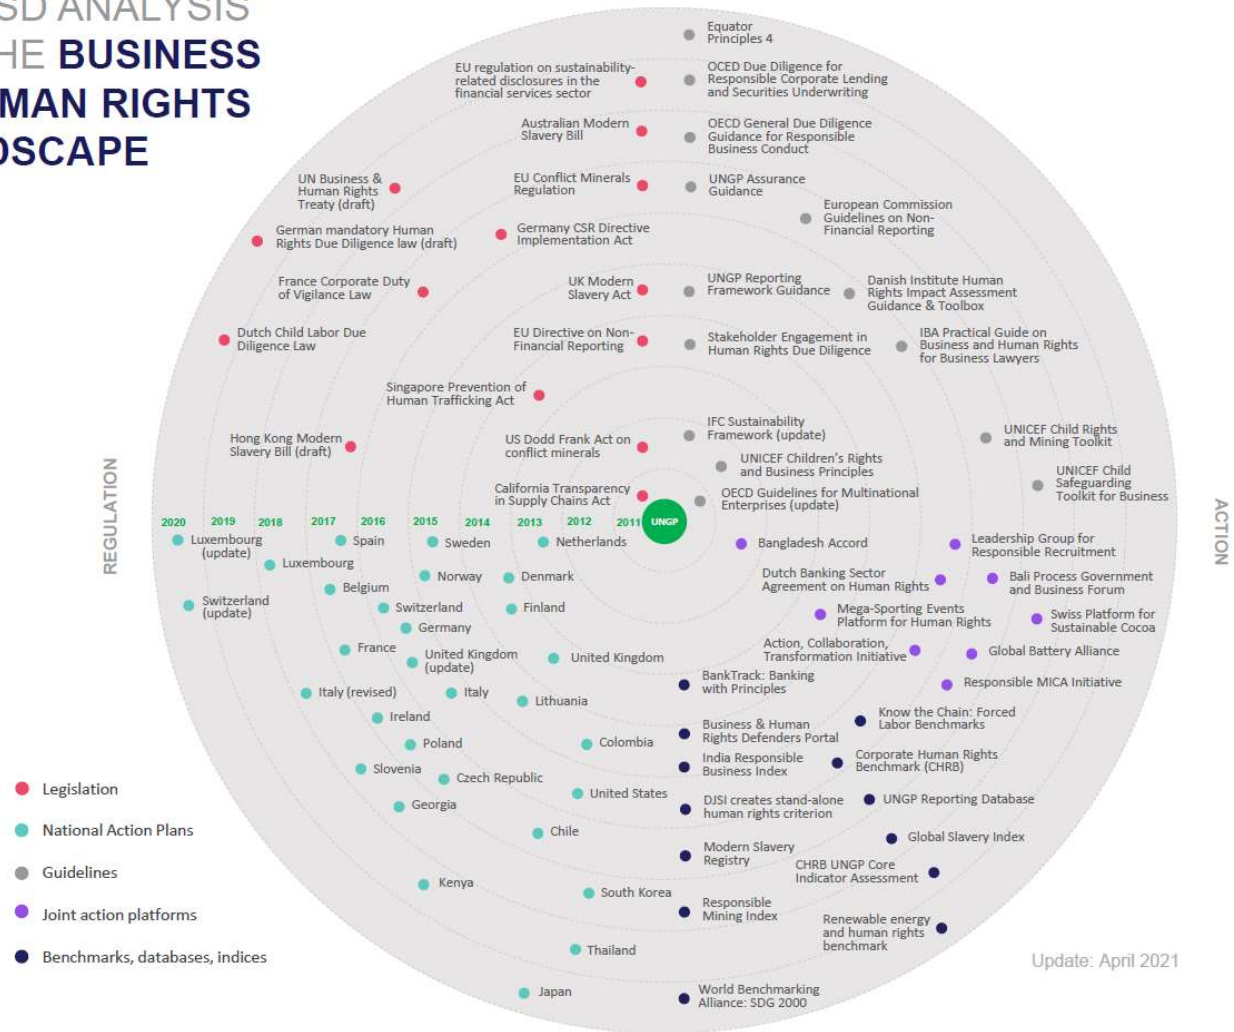 SD ANALYSIS
HE BUSINESS
MAN RIGHTS
DSCAPE
Equator
Principles 4
EU regulation on sustainability-
related disclosures in the
financial services sector
OCED Due Diligence for
Responsible Corporate Lending
and Securities Underwriting
Australian Modern
Slavery Bill
OECD General Due Diligence
Guidance for Responsible
Business Conduct
UN Business &
Human Rights
Treaty (draft)
EU Conflict Minerals
Regulation
UNGP Assurance
Guidance
European Commission
Guidelines on Non-
Financial Reporting
German mandatory Human
Rights Due Diligence law (draft)
Germany CSR Directive
Implementation Act
France Corporate Duty
of Vigilance Law
UK Modern
Slavery Act
UNGP Reporting
Framework Guidance
Danish Institute Human
Rights Impact Assessment
Guidance & Toolbox
Dutch Child Labor Due
Diligence Law
EU Directive on Non-
Financial Reporting
Stakeholder Engagement in
Human Rights Due Diligence
IBA Practical Guide on
Business and Human Rights
for Business Lawyers
Singapore Prevention of
Human Trafficking Act
Hong Kong Modern
Slavery Bill (draft)
US Dodd Frank Act on
conflict minerals
IFC Sustainability
Framework (update)
UNICEF Child Rights
and Mining Toolkit
UNICEF Children's Rights
and Business Principles
UNICEF Child
Safeguarding
Toolkit for Business
California Transparency
in Supply Chains Act
OECD Guidelines for Multinational
Enterprises (update)
REGULATION
ACTION
2020 2019 2018 2017 2016 2015 2014 2013 2012 2011 UNGP
Luxembourg
(update)
Spain
Sweden
Netherlands
Bangladesh Accord
Leadership Group for
Responsible Recruitment
Luxembourg
Norway
Denmark
Dutch Banking Sector
Agreement on Human Rights
Bali Process Government
and Business Forum
Belgium
Switzerland
(update)
Switzerland
Finland
Mega-Sporting Events
Platform for Human Rights
Swiss Platform for
Sustainable Cocoa
Germany
France
United Kingdom
(update)
United Kingdom
Action, Collaboration,
Transformation Initiative
Global Battery Alliance
BankTrack: Banking
with Principles
Responsible MICA Initiative
Italy (revised)
Italy
Lithuania
Ireland
Know the Chain: Forced
Labor Benchmarks
Business & Human
Rights Defenders Portal
Poland
Colombia
India Responsible
Business Index
Corporate Human Rights
Benchmark (CHRB)
Slovenia
Czech Republic
United States
Georgia
DJSI creates stand-alone
human rights criterion
UNGP Reporting Database
Chile
Global Slavery Index
Modern Slavery
Registry
CHRB UNGP Core
Indicator Assessment
Kenya
South Korea
Responsible
Mining Index
Renewable energy
and human rights
benchmark
Thailand
Japan
World Benchmarking
Alliance: SDG 2000
Legislation
National Action Plans
Guidelines
Joint action platforms
Benchmarks, databases, indices
Update: April 2021